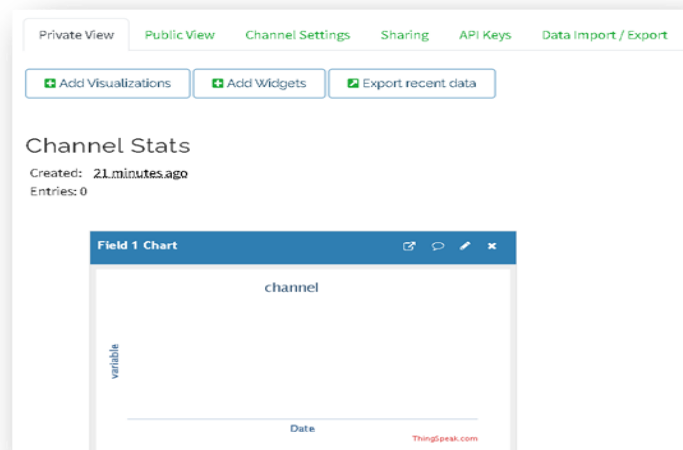 Private View Public View Channel Settings Sharing API Keys Data Import / Export
Add Visualizations Add Widgets Export recent data
Channel Stats
Created: 21 minutes ago
Entries: 0
Field 1 Chart
channel
variable
Date
ThingSpeak.com